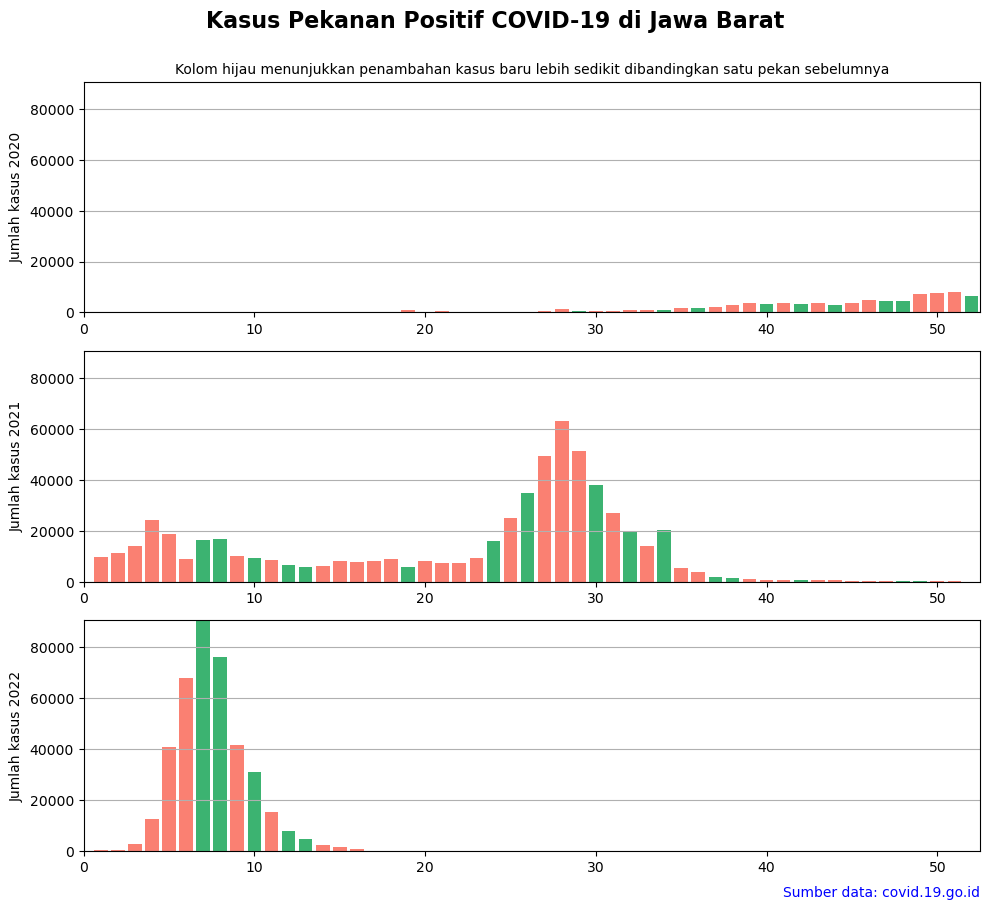 Kasus Pekanan Positif COVID-19 di Jawa Barat
Kolom hijau menunjukkan penambahan kasus baru lebih sedikit dibandingkan satu pekan sebelumnya
Jumlah kasus 2020
80000
60000
40000
20000
0
0 10 20 30 40 50
Jumlah kasus 2021
80000
60000
40000
20000
0
0 10 20 30 40 50
Jumlah kasus 2022
80000
60000
40000
20000
0
0 10 20 30 40 50
Sumber data: covid.19.go.id